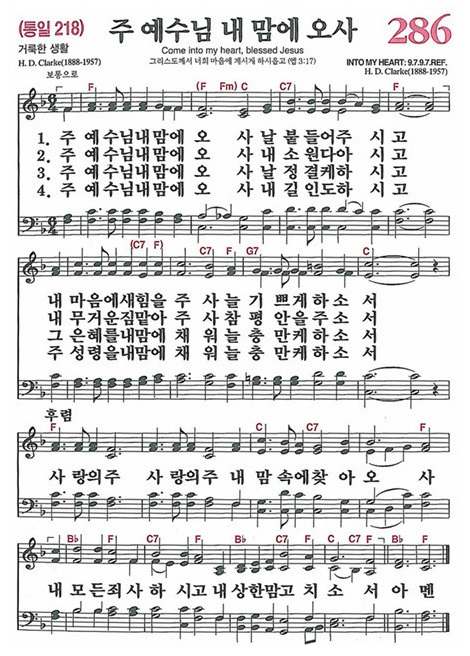 (통일 218) 주 예수님 내 맘에 오사 286
거룩한 생활 Come into my heart, blessed Jesus
H. D. Clarke(1888-1957) 그리스도께서 너희 마음에 계시게 하시옵고 (엡 3:17) INTO MY HEART: 9.7.9.7.REF.
보통으로 H. D. Clarke(1888-1957)
F (F Fm) C C7 F
1. 주 예수님내맘에 오 사 날 붙 들어주 시 고
2. 주 예수님내맘에 오 사 내 소 원다아 시 고
3. 주 예수님내맘에 오 사 날 정 결케하 시 고
4. 주 예수님내맘에 오 사 내 길 인도하 시 고
(C7 F) C7 F G7 C
내 마음에새힘을 주 사 늘 기 쁘게하 소 서
내 무거운짐맡아 주 사 참 평 안을주 소 서
그 은혜를내맘에 채 워 늘 충 만케하 소 서
주 성령을내맘에 채 워 늘 충 만케하 소 서
후렴
F C C7 F
사 랑의 주 사 랑의주 내 맘 속에찾 아 오 사
B♭ F B♭ F C7 F C7 F B♭ F
내 모든죄사 하 시고 내 상한맘고 치 소 서 아 멘